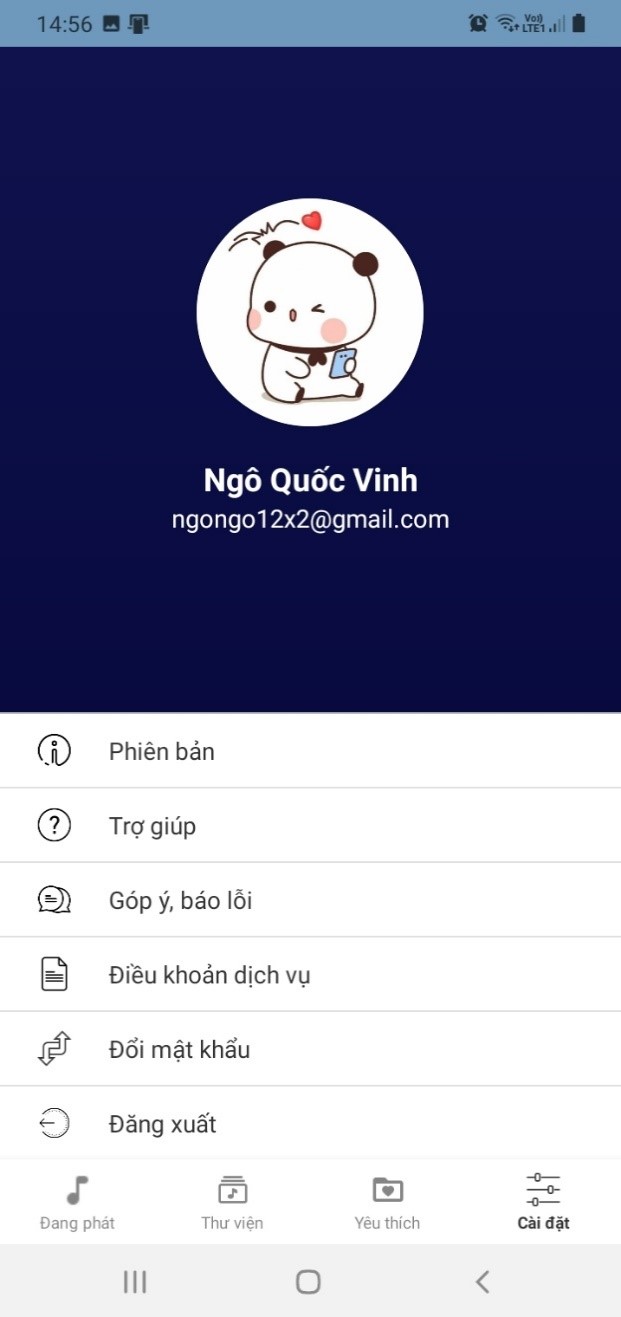 14:56
Vo))
LTE1
Ngô Quốc Vinh
ngongo12x2@gmail.com
Phiên bản
Trợ giúp
Góp ý, báo lỗi
Điều khoản dịch vụ
Đổi mật khẩu
Đăng xuất
Đang phát
Thư viện
Yêu thích
Cài đặt